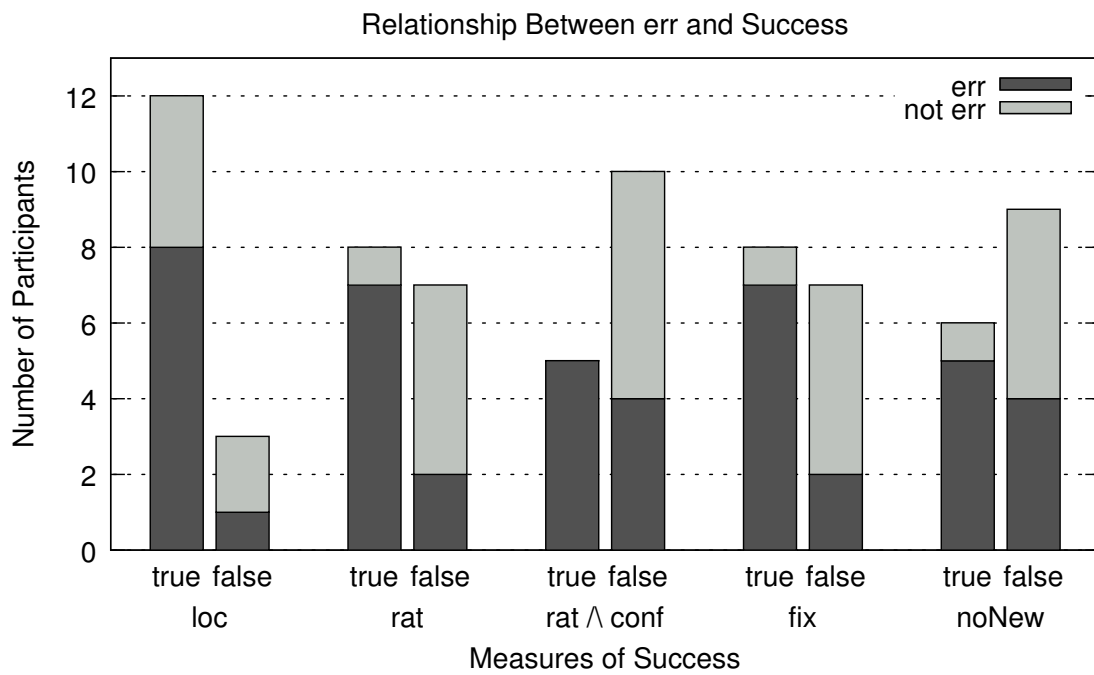 Relationship Between err and Success
err
not err
Number of Participants
12
10
8
6
4
2
0
true false true false true false true false true false
loc rat rat /\ conf fix noNew
Measures of Success